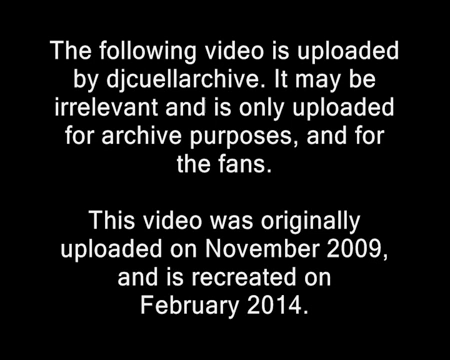 The following video is uploaded
by djcuellarchive. It may be
irrelevant and is only uploaded
for archive purposes, and for
the fans.
This video was originally
uploaded on November 2009,
and is recreated on
February 2014.